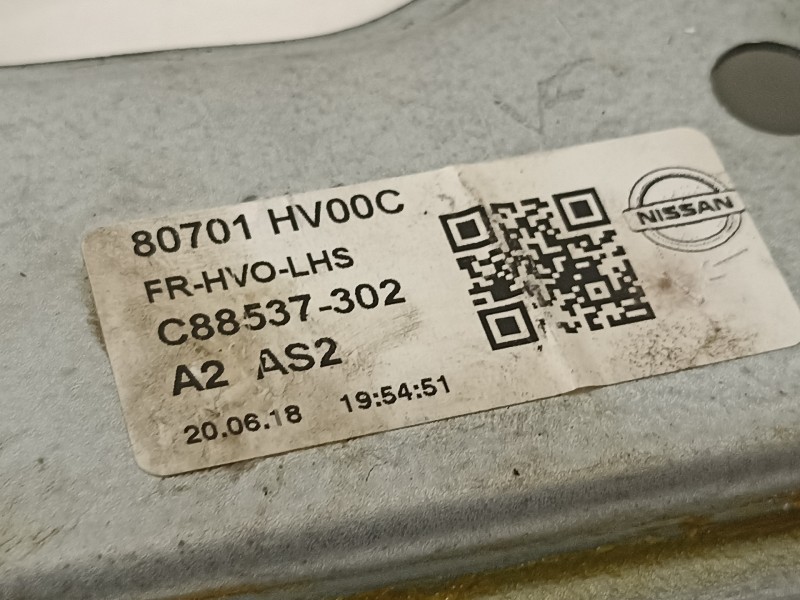 80701 HV00C
FR-HVO-LHS
C88537-302
A2 AS2
20.06.18 19:54:51
NISSAN